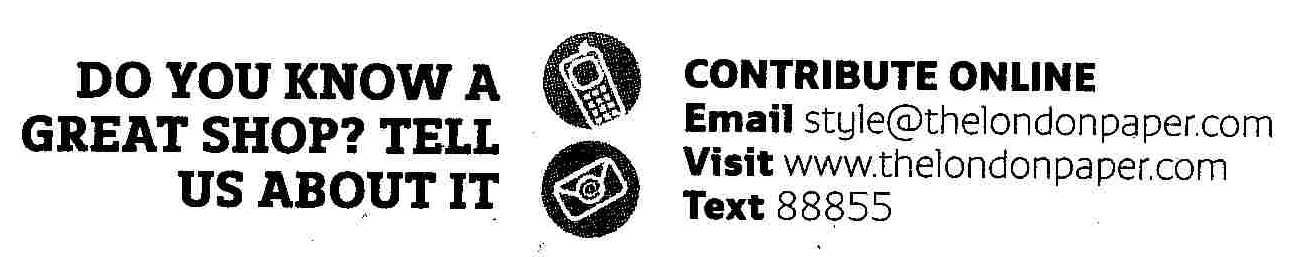 DO YOU KNOW A
GREAT SHOP? TELL
US ABOUT IT
@
CONTRIBUTE ONLINE
Email style@thelondonpaper.com
Visit www.thelondonpaper.com
Text 88855